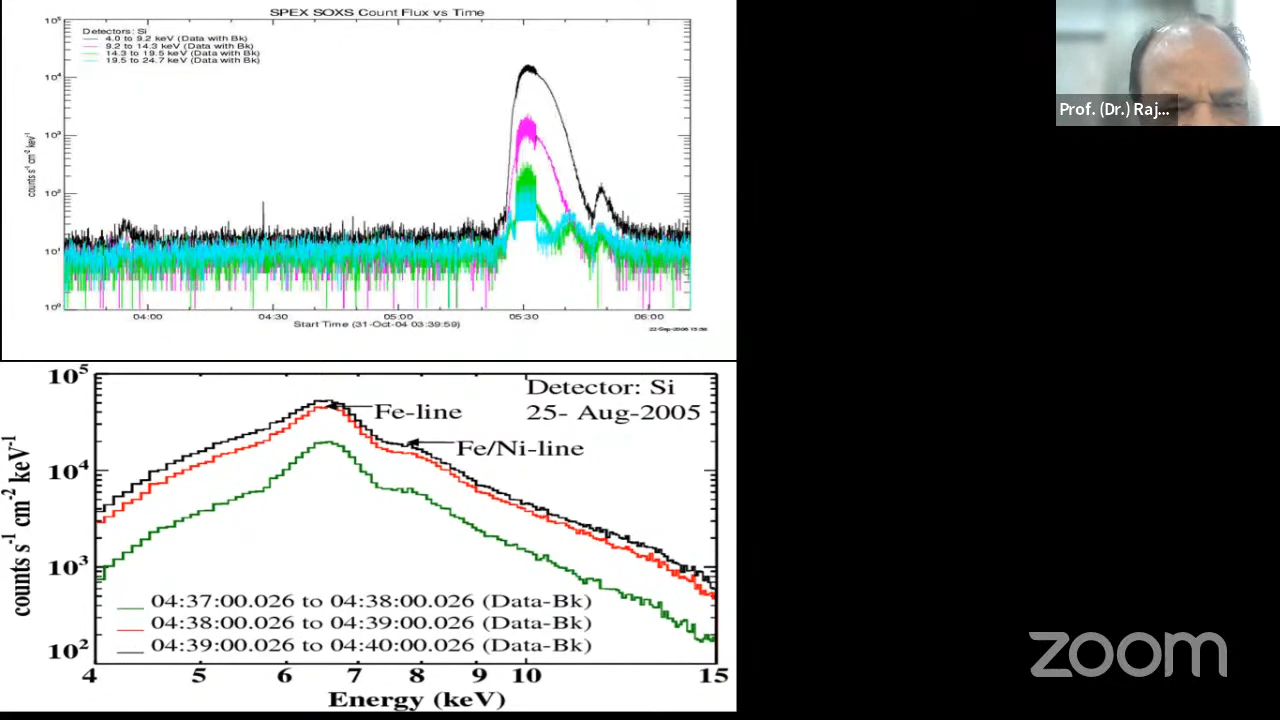 SPEX SOXS Count Flux vs Time
Detectors: Si
4.0 to 9.2 keV (Data with Bk)
9.2 to 14.3 keV (Data with Bk)
14.3 to 19.5 keV (Data with Bk)
19.5 to 24.7 keV (Data with Bk)
10⁵
10⁴
10³
10²
10¹
10⁰
counts s⁻¹ cm⁻² keV⁻¹
04:00 04:30 05:00 05:30 06:00
Start Time (31-Oct-04 03:39:59)
Prof. (Dr.) Raj...
Detector: Si
25- Aug-2005
Fe-line
Fe/Ni-line
10⁵
10⁴
10³
10²
counts s⁻¹ cm⁻² keV⁻¹
04:37:00.026 to 04:38:00.026 (Data-Bk)
04:38:00.026 to 04:39:00.026 (Data-Bk)
04:39:00.026 to 04:40:00.026 (Data-Bk)
4 5 6 7 8 9 10 15
Energy (keV)
zoom